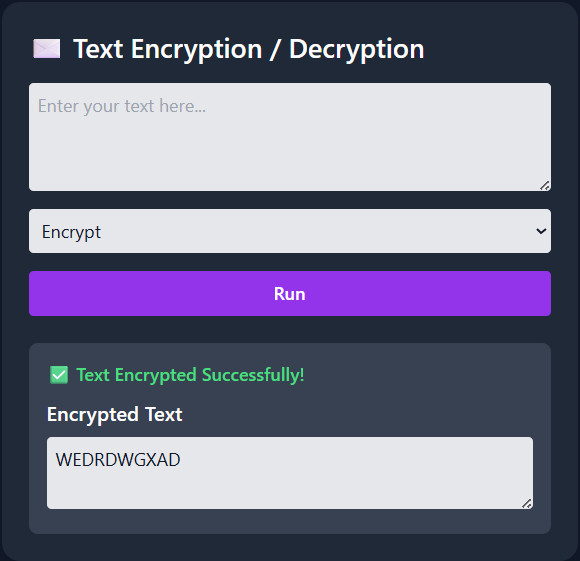 Text Encryption / Decryption
Enter your text here...
Encrypt
Run
Text Encrypted Successfully!
Encrypted Text
WEDRDWGXAD